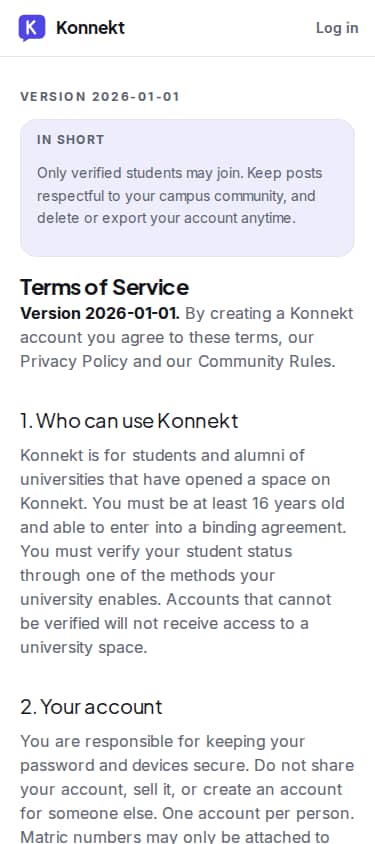 Konnekt
Log in
VERSION 2026-01-01
IN SHORT
Only verified students may join. Keep posts
respectful to your campus community, and
delete or export your account anytime.
Terms of Service
Version 2026-01-01. By creating a Konnekt
account you agree to these terms, our
Privacy Policy and our Community Rules.
1. Who can use Konnekt
Konnekt is for students and alumni of
universities that have opened a space on
Konnekt. You must be at least 16 years old
and able to enter into a binding agreement.
You must verify your student status
through one of the methods your
university enables. Accounts that cannot
be verified will not receive access to a
university space.
2. Your account
You are responsible for keeping your
password and devices secure. Do not share
your account, sell it, or create an account
for someone else. One account per person.
Matric numbers may only be attached to